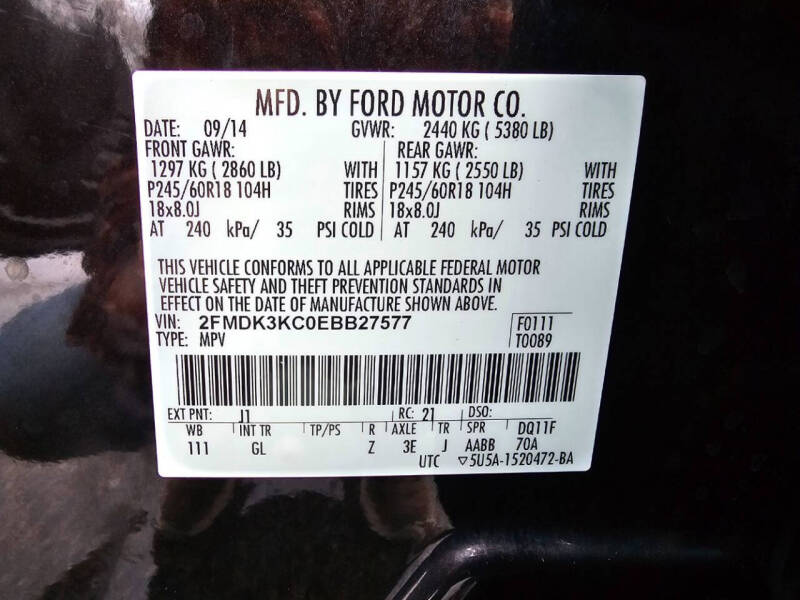 MFD. BY FORD MOTOR CO.
DATE: 09/14 GVWR: 2440 KG ( 5380 LB)
FRONT GAWR: REAR GAWR:
1297 KG ( 2860 LB) WITH 1157 KG ( 2550 LB) WITH
P245/60R18 104H TIRES P245/60R18 104H TIRES
18x8.0J RIMS 18x8.0J RIMS
AT 240 kPa/ 35 PSI COLD AT 240 kPa/ 35 PSI COLD
THIS VEHICLE CONFORMS TO ALL APPLICABLE FEDERAL MOTOR
VEHICLE SAFETY AND THEFT PREVENTION STANDARDS IN
EFFECT ON THE DATE OF MANUFACTURE SHOWN ABOVE.
VIN: 2FMDK3KC0EBB27577 F0111
TYPE: MPV T0089
EXT PNT: J1 RC: 21 DSO:
WB INT TR TP/PS R AXLE TR SPR DQ11F
111 GL Z 3E J AABB 70A
UTC ▽5U5A-1520472-BA